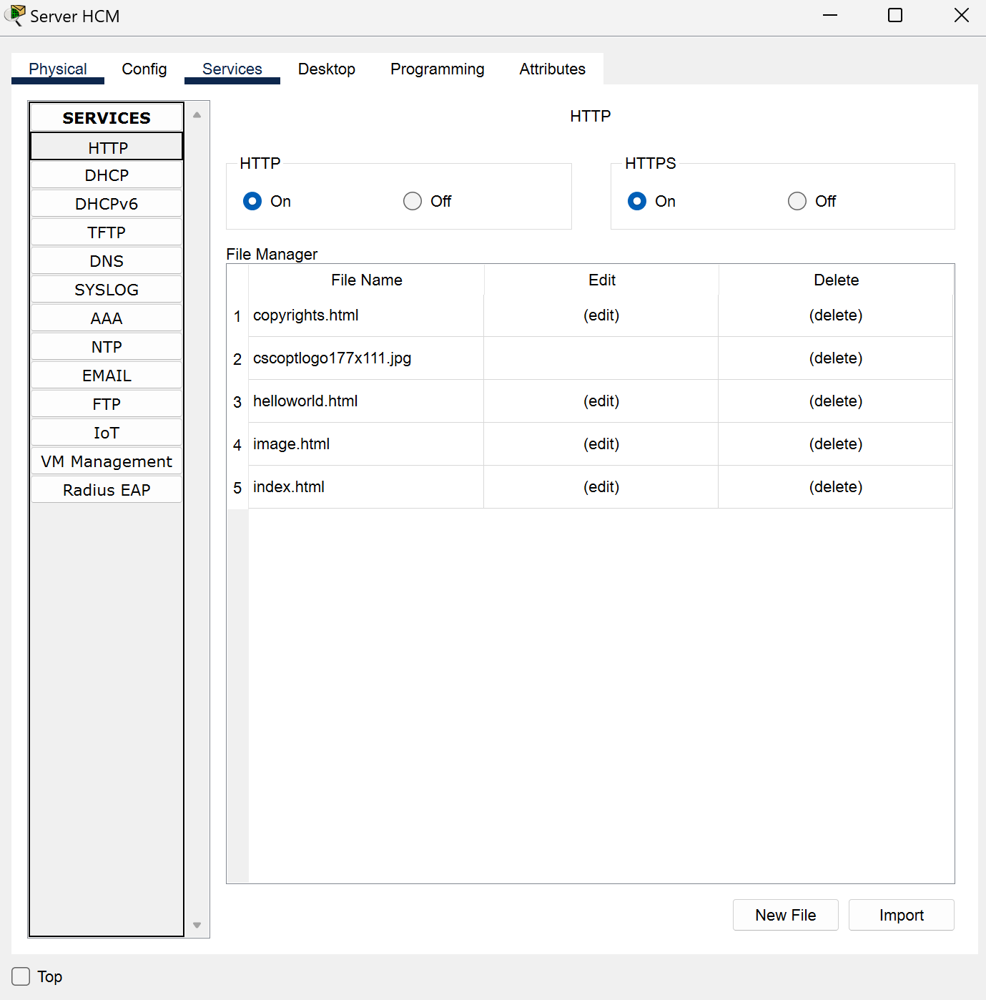 Server HCM
Physical Config Services Desktop Programming Attributes
SERVICES
HTTP
DHCP
DHCPv6
TFTP
DNS
SYSLOG
AAA
NTP
EMAIL
FTP
IoT
VM Management
Radius EAP
HTTP
HTTP
On Off
HTTPS
On Off
File Manager
File Name Edit Delete
1 copyrights.html (edit) (delete)
2 cscoptlogo177x111.jpg (delete)
3 helloworld.html (edit) (delete)
4 image.html (edit) (delete)
5 index.html (edit) (delete)
New File Import
Top